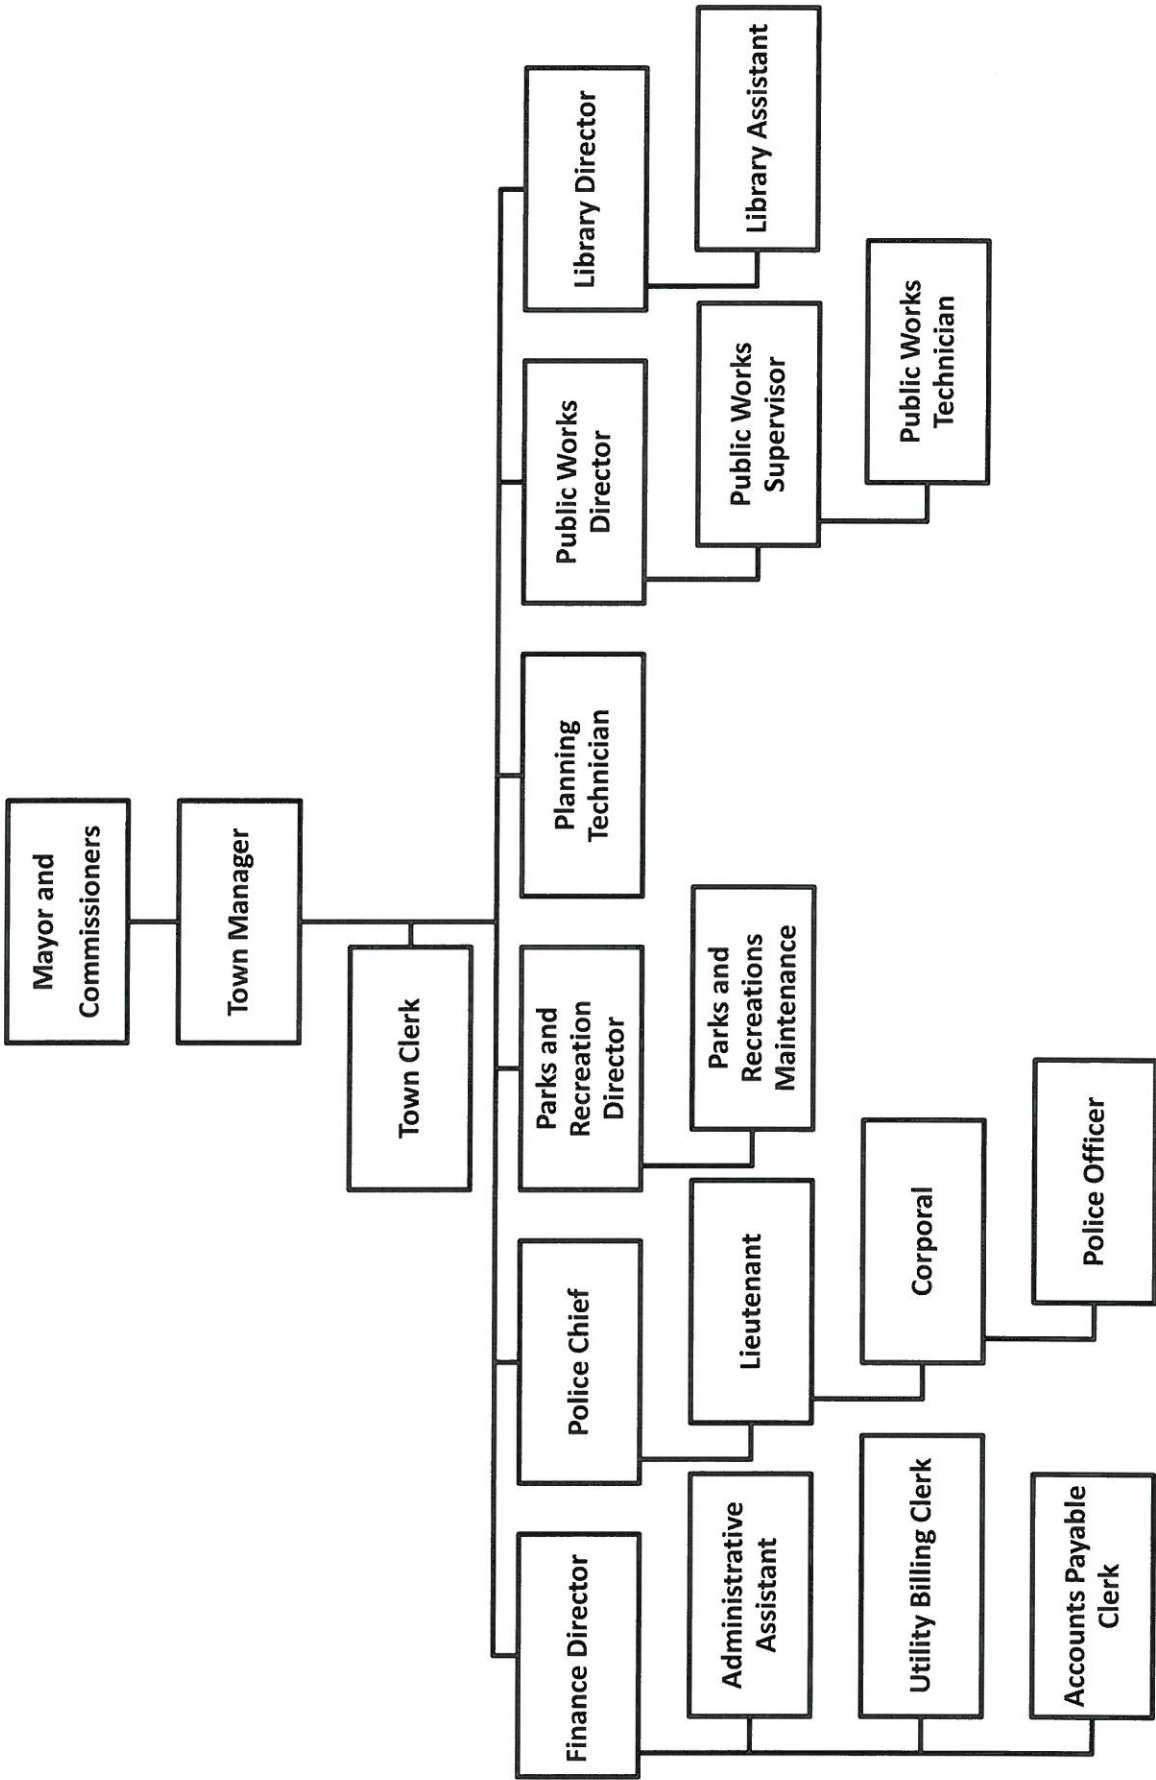 Mayor and
Commissioners
Town Manager
Town Clerk
Finance Director
Police Chief
Parks and
Recreation
Director
Planning
Technician
Public Works
Director
Library Director
Administrative
Assistant
Lieutenant
Parks and
Recreations
Maintenance
Public Works
Supervisor
Library Assistant
Utility Billing Clerk
Corporal
Public Works
Technician
Accounts Payable
Clerk
Police Officer